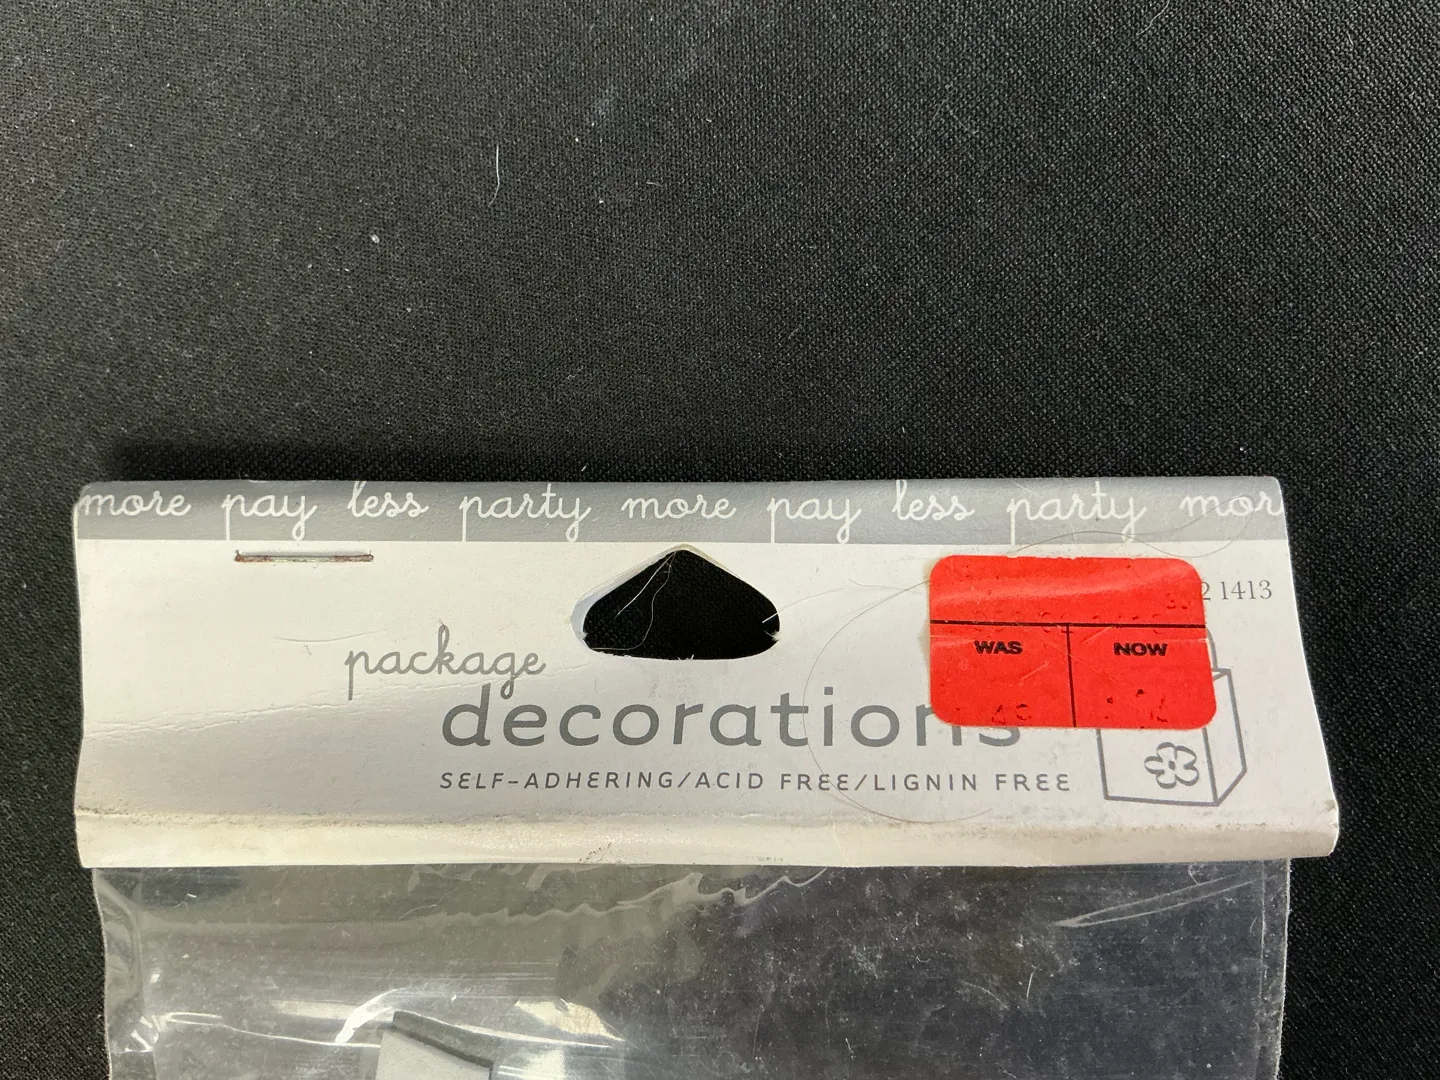 more pay less party more pay less party mor
2 1413
WAS NOW
package
decorations
SELF-ADHERING/ACID FREE/LIGNIN FREE